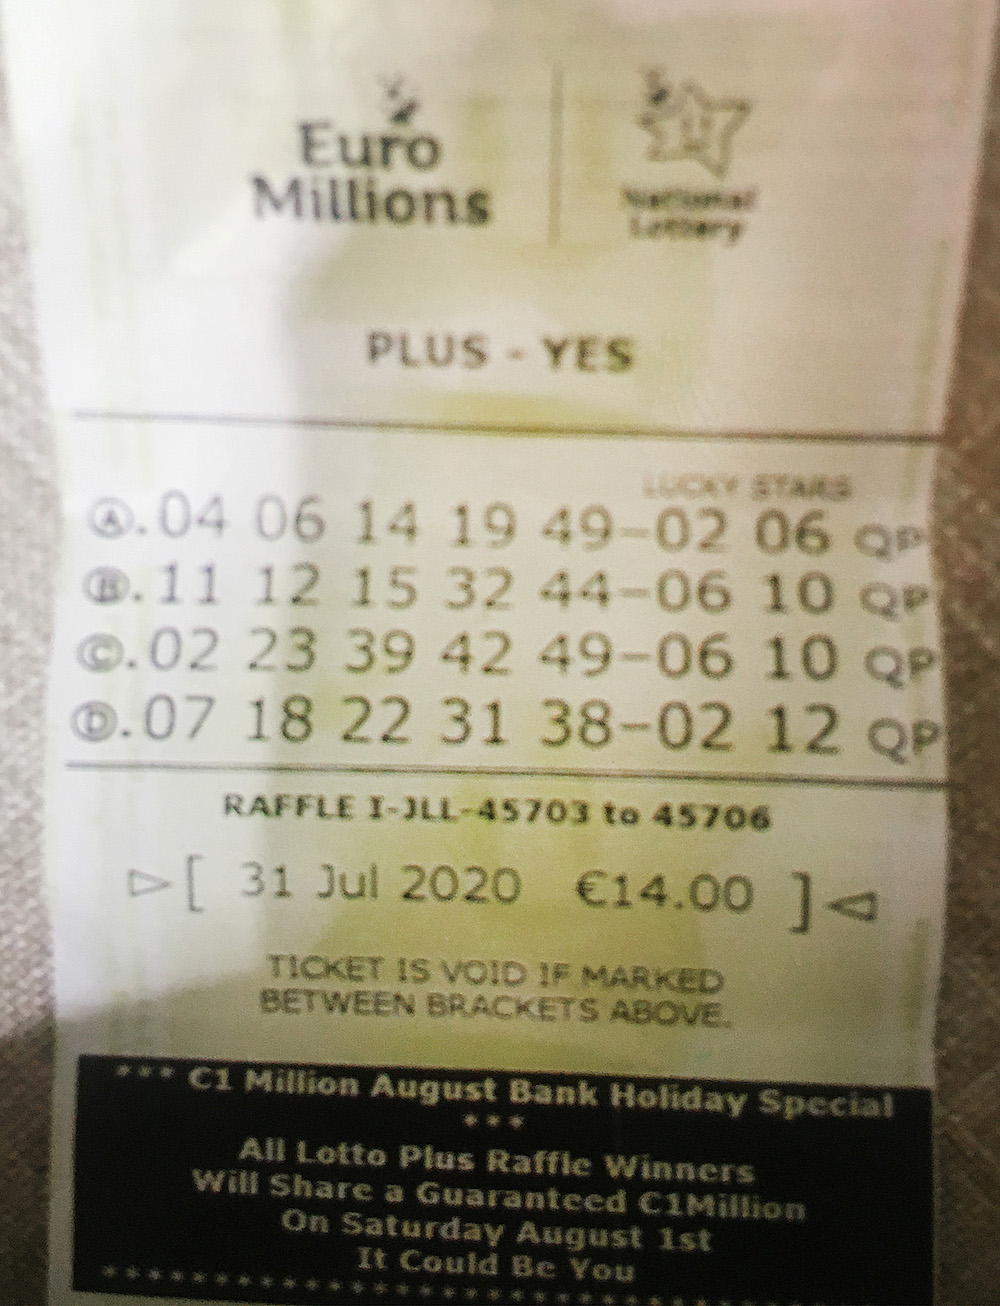 Euro
Millions
National
Lottery
PLUS - YES
LUCKY STARS
Ⓐ.04 06 14 19 49-02 06 QP
Ⓑ.11 12 15 32 44-06 10 QP
Ⓒ.02 23 39 42 49-06 10 QP
Ⓓ.07 18 22 31 38-02 12 QP
RAFFLE I-JLL-45703 to 45706
▷[ 31 Jul 2020 €14.00 ]◁
TICKET IS VOID IF MARKED
BETWEEN BRACKETS ABOVE.
*** €1 Million August Bank Holiday Special
***
All Lotto Plus Raffle Winners
Will Share a Guaranteed €1Million
On Saturday August 1st
It Could Be You